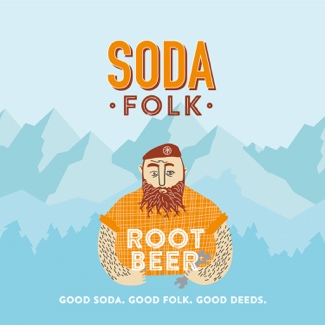 SODA
• FOLK •
ROOT
BEER
GOOD SODA. GOOD FOLK. GOOD DEEDS.